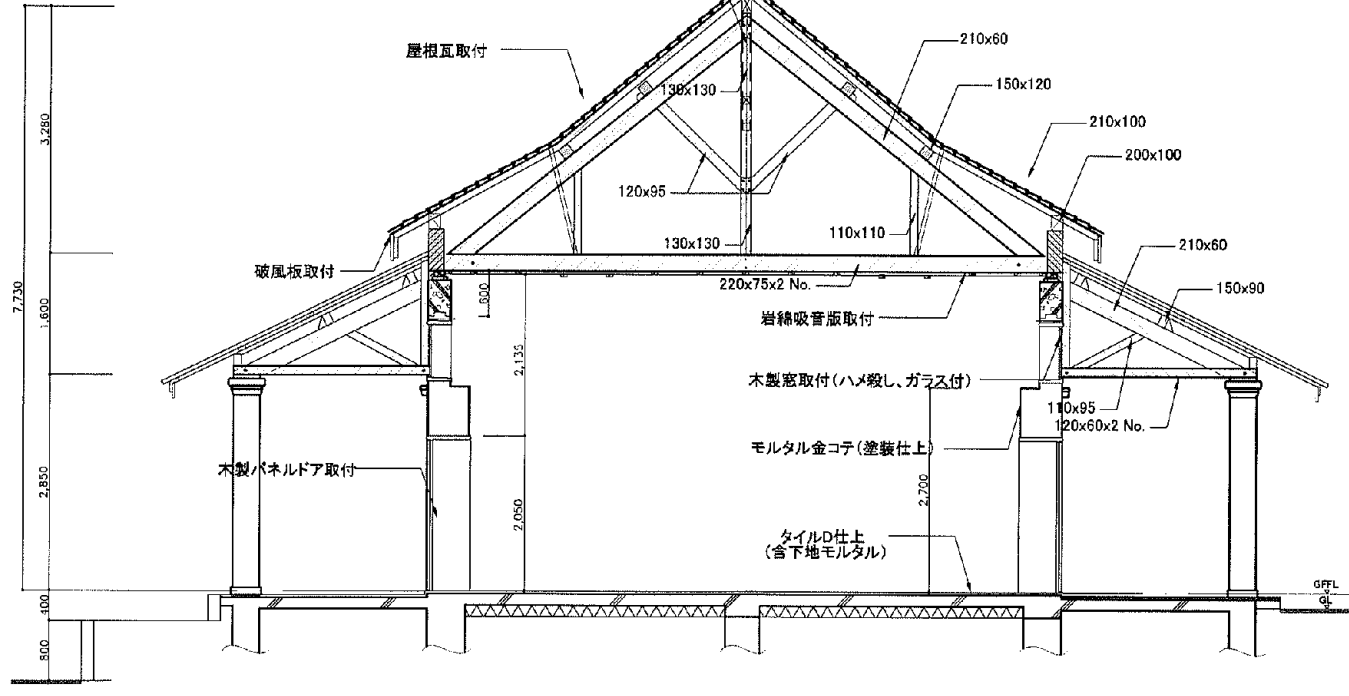 屋根瓦取付
210x60
130x130
150x120
210x100
200x100
120x95
130x130
110x110
210x60
破風板取付
220x75x2 No.
150x90
岩綿吸音版取付
木製窓取付(ハメ殺し、ガラス付)
110x95
120x60x2 No.
モルタル金コテ(塗装仕上)
木製パネルドア取付
タイルD仕上
(含下地モルタル)
7,730
3,280
1,600
2,850
400
800
600
2,135
2,050
2,700
GFFL
GL